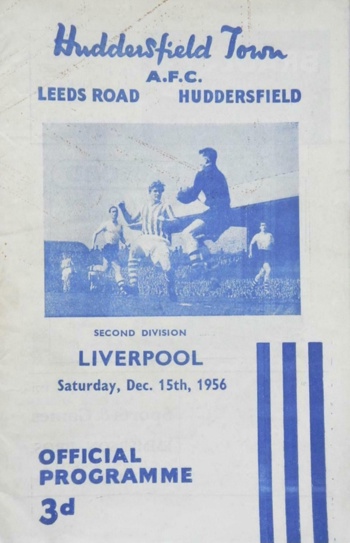 Huddersfield Town
A.F.C.
LEEDS ROAD HUDDERSFIELD
SECOND DIVISION
LIVERPOOL
Saturday, Dec. 15th, 1956
OFFICIAL
PROGRAMME
3d